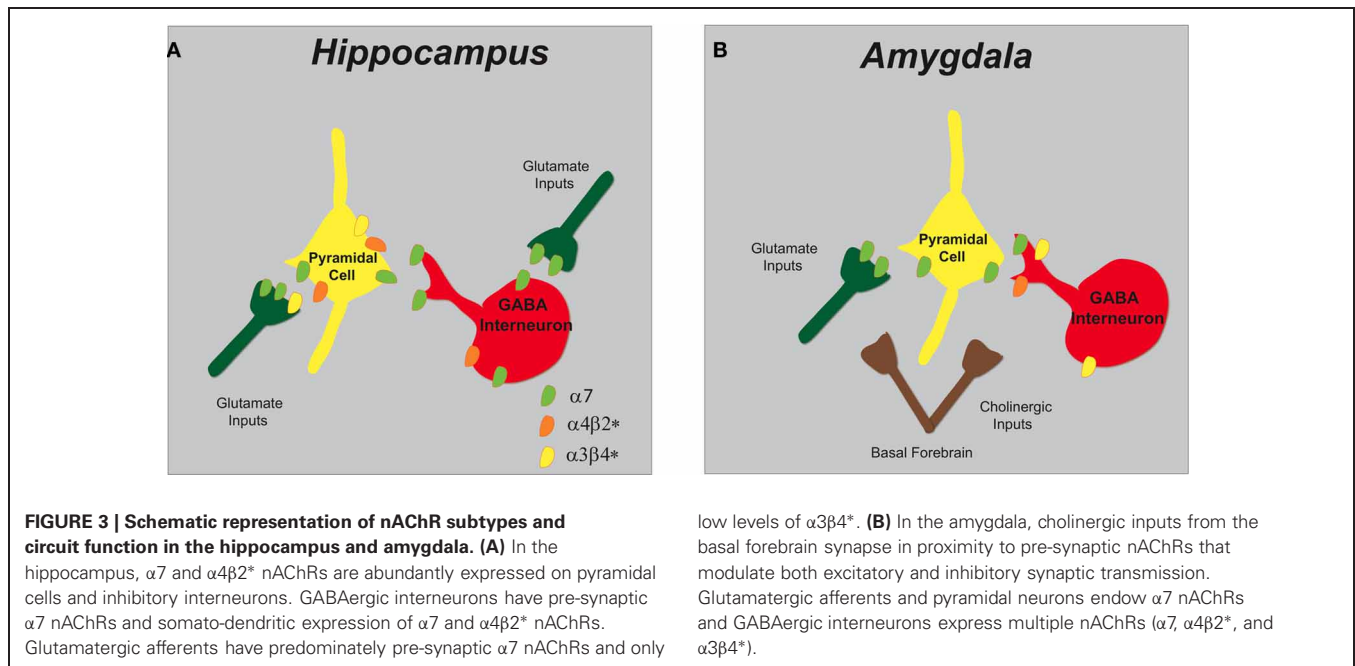 A
Hippocampus
Glutamate
Inputs
Pyramidal
Cell
GABA
Interneuron
Glutamate
Inputs
α7
α4β2*
α3β4*
B
Amygdala
Glutamate
Inputs
Pyramidal
Cell
GABA
Interneuron
Cholinergic
Inputs
Basal Forebrain
FIGURE 3 | Schematic representation of nAChR subtypes and
circuit function in the hippocampus and amygdala. (A) In the
hippocampus, α7 and α4β2* nAChRs are abundantly expressed on pyramidal
cells and inhibitory interneurons. GABAergic interneurons have pre-synaptic
α7 nAChRs and somato-dendritic expression of α7 and α4β2* nAChRs.
Glutamatergic afferents have predominately pre-synaptic α7 nAChRs and only
low levels of α3β4*. (B) In the amygdala, cholinergic inputs from the
basal forebrain synapse in proximity to pre-synaptic nAChRs that
modulate both excitatory and inhibitory synaptic transmission.
Glutamatergic afferents and pyramidal neurons endow α7 nAChRs
and GABAergic interneurons express multiple nAChRs (α7, α4β2*, and
α3β4*).